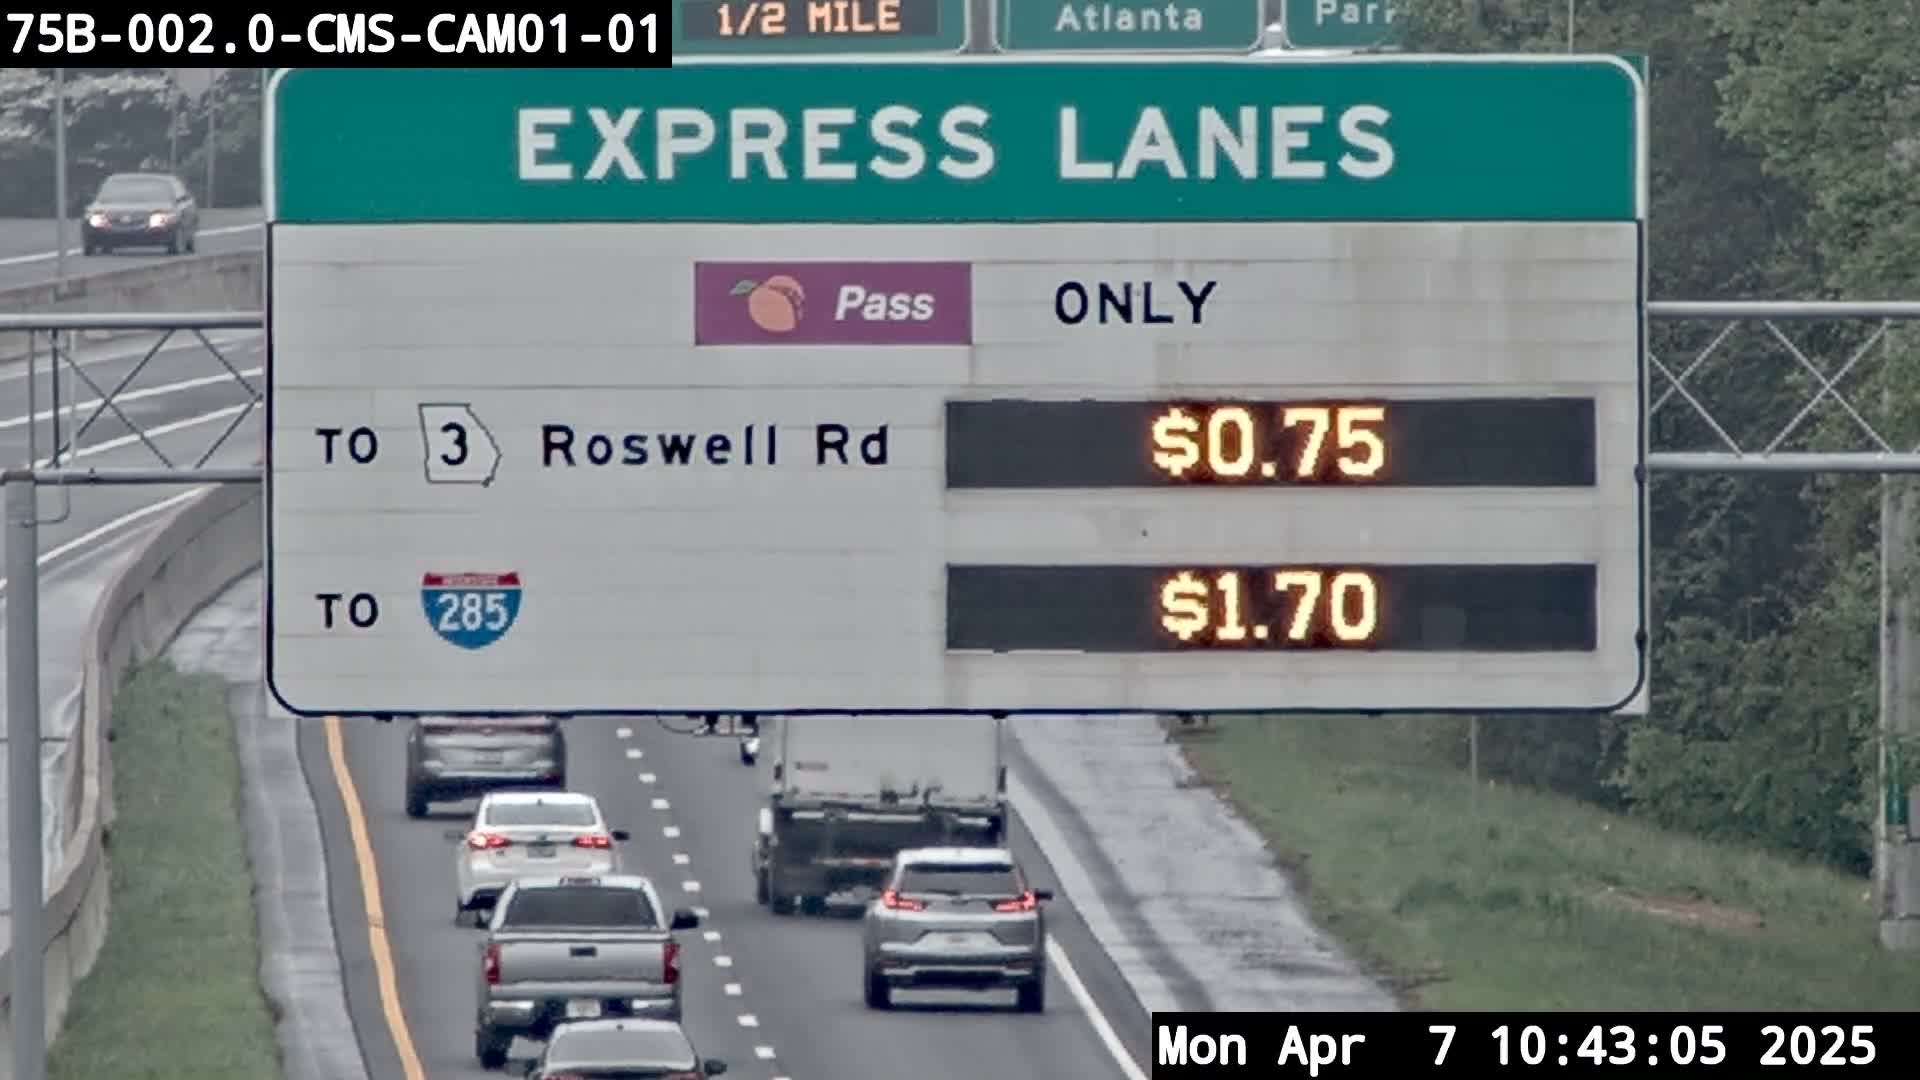 75B-002.0-CMS-CAM01-01
1/2 MILE
Atlanta
EXPRESS LANES
Pass ONLY
TO 3 Roswell Rd $0.75
TO 285 $1.70
Mon Apr 7 10:43:05 2025